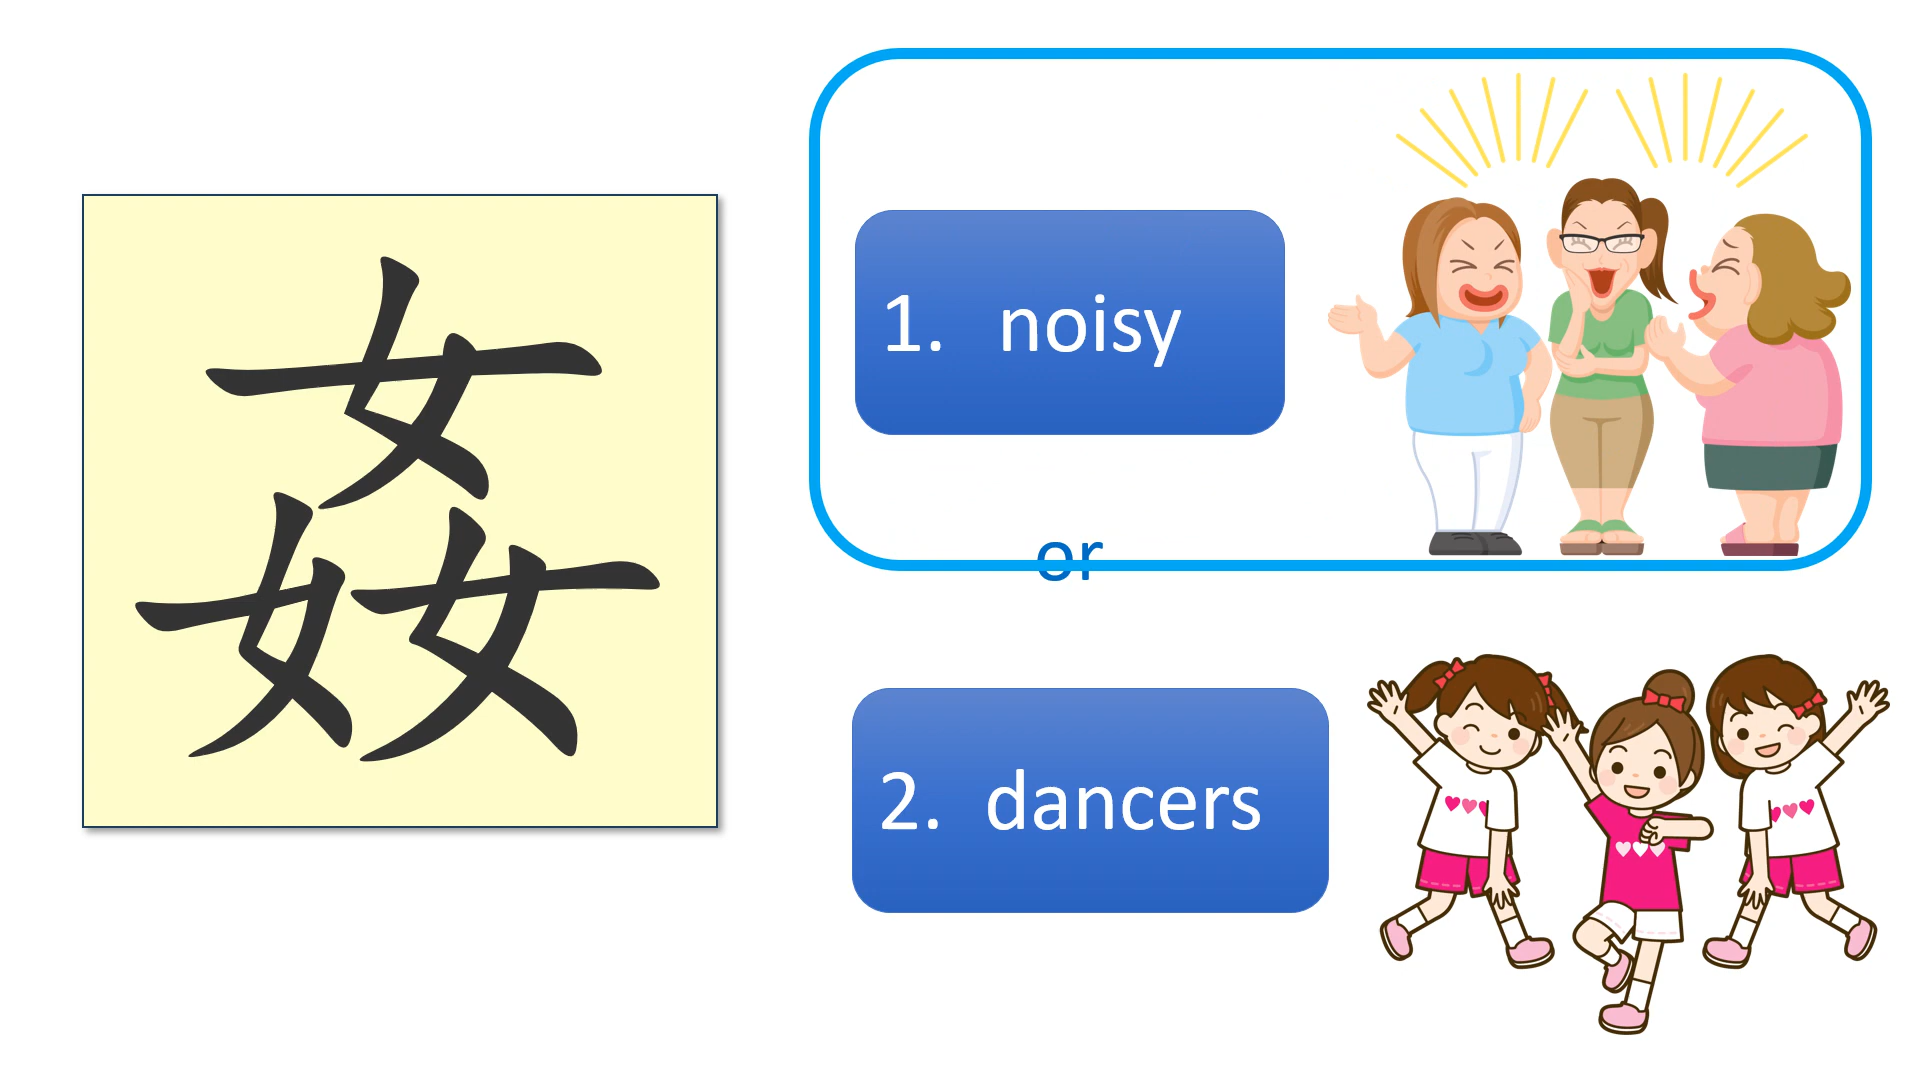 姦
1. noisy
or
2. dancers